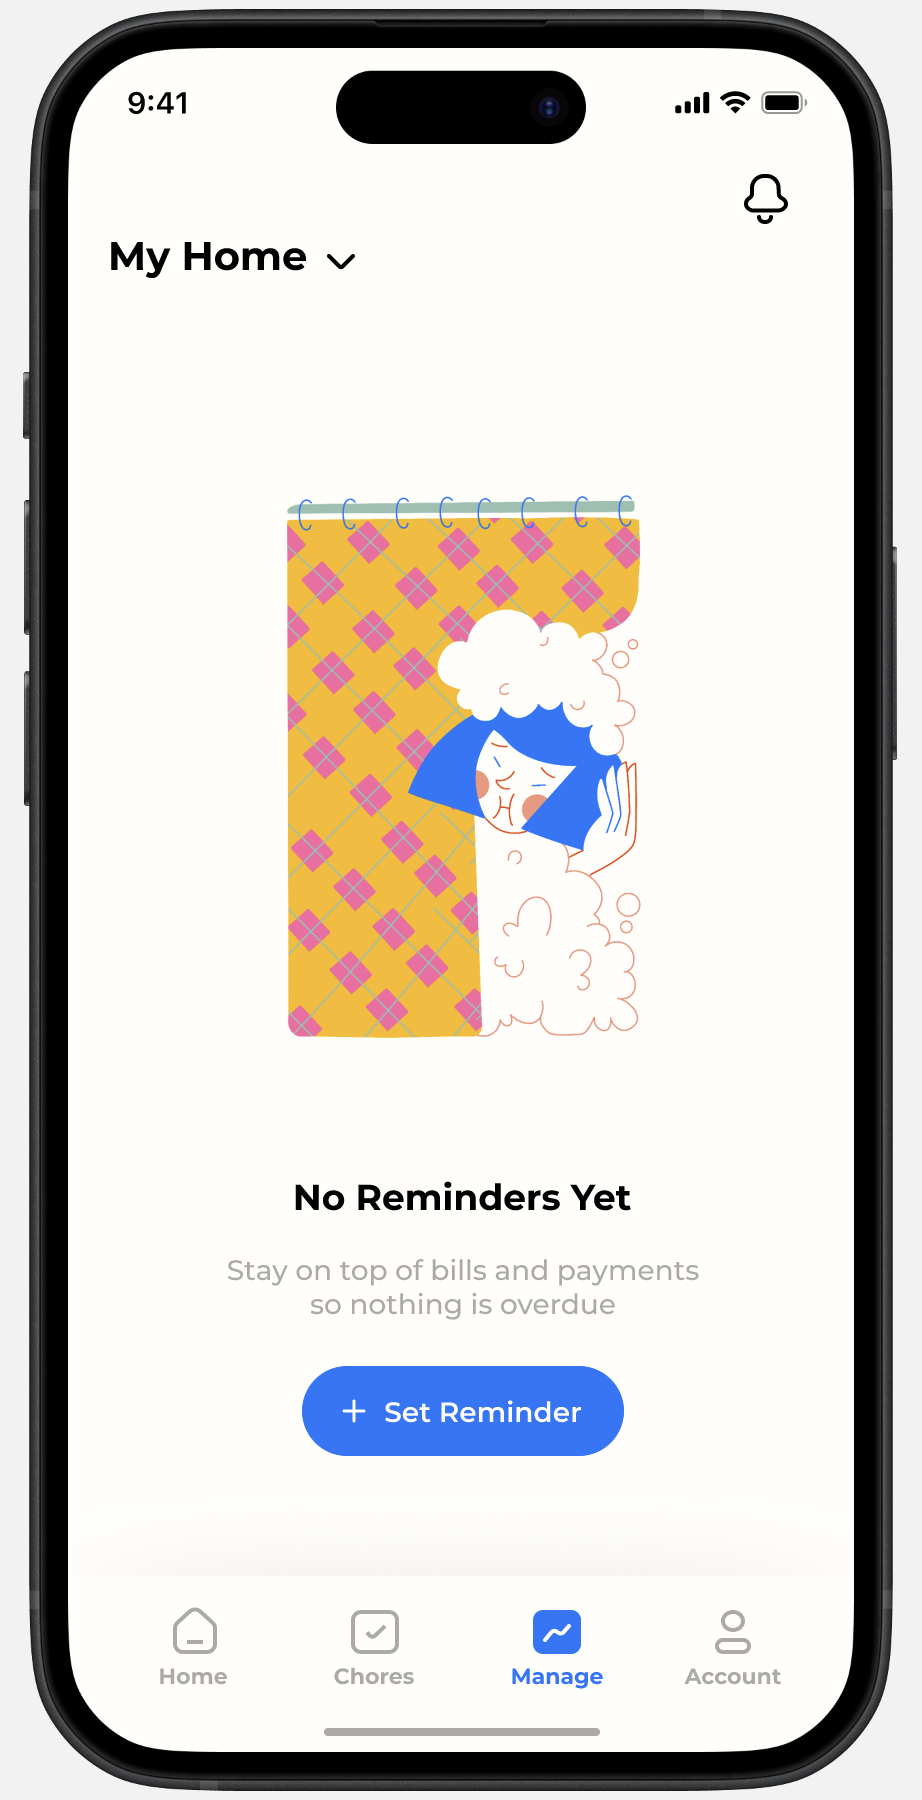 9:41
My Home
No Reminders Yet
Stay on top of bills and payments
so nothing is overdue
Set Reminder
Home
Chores
Manage
Account